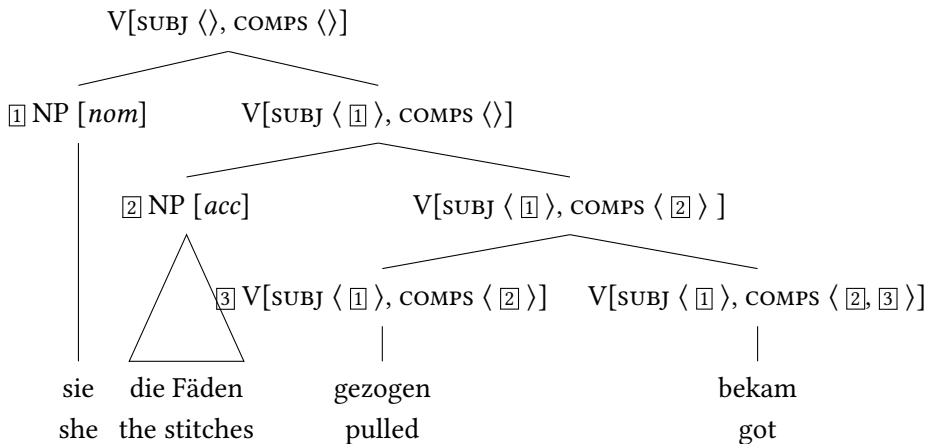 V[SUBJ ⟨⟩, COMPS ⟨⟩]
1 NP [nom] V[SUBJ ⟨ 1 ⟩, COMPS ⟨⟩]
2 NP [acc] V[SUBJ ⟨ 1 ⟩, COMPS ⟨ 2 ⟩ ]
3 V[SUBJ ⟨ 1 ⟩, COMPS ⟨ 2 ⟩] V[SUBJ ⟨ 1 ⟩, COMPS ⟨ 2, 3 ⟩]
sie die Fäden gezogen bekam
she the stitches pulled got